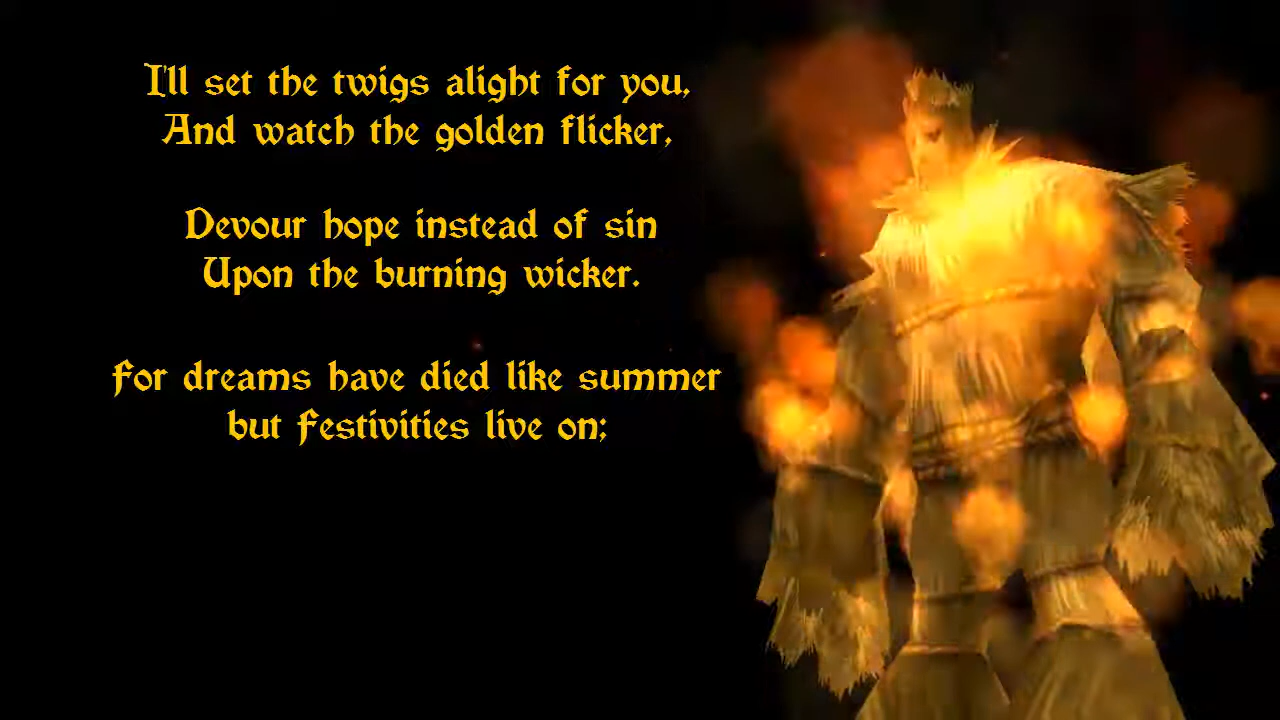 I'll set the twigs alight for you,
And watch the golden flicker,
Devour hope instead of sin
Upon the burning wicker.
For dreams have died like summer
but Festivities live on;